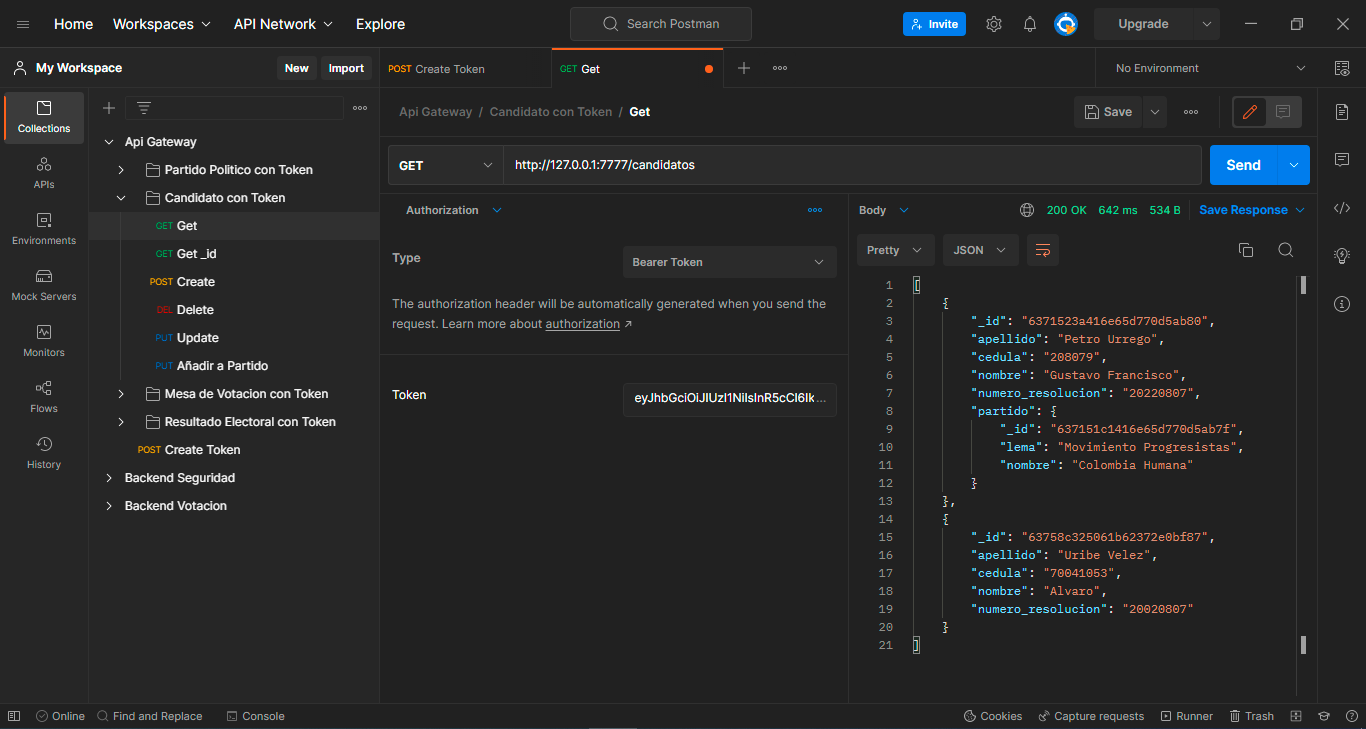 Home Workspaces API Network Explore Search Postman Invite Upgrade
My Workspace New Import POST Create Token GET Get No Environment
Collections
APIs
Environments
Mock Servers
Monitors
Flows
History
Api Gateway
Partido Politico con Token
Candidato con Token
GET Get
GET Get _id
POST Create
DEL Delete
PUT Update
PUT Añadir a Partido
Mesa de Votacion con Token
Resultado Electoral con Token
POST Create Token
Backend Seguridad
Backend Votacion
Api Gateway / Candidato con Token / Get Save
GET http://127.0.0.1:7777/candidatos Send
Authorization
Type Bearer Token
The authorization header will be automatically generated when you send the
request. Learn more about authorization ↗
Token
Body 200 OK 642 ms 534 B Save Response
Pretty JSON
1 [
2 {
3 "_id": "6371523a416e65d770d5ab80",
4 "apellido": "Petro Urrego",
5 "cedula": "208079",
6 "nombre": "Gustavo Francisco",
7 "numero_resolucion": "20220807",
8 "partido": {
9 "_id": "637151c1416e65d770d5ab7f",
10 "lema": "Movimiento Progresistas",
11 "nombre": "Colombia Humana"
12 }
13 },
14 {
15 "_id": "63758c325061b62372e0bf87",
16 "apellido": "Uribe Velez",
17 "cedula": "70041053",
18 "nombre": "Alvaro",
19 "numero_resolucion": "20020807"
20 }
21 ]
Online Find and Replace Console Cookies Capture requests Runner Trash